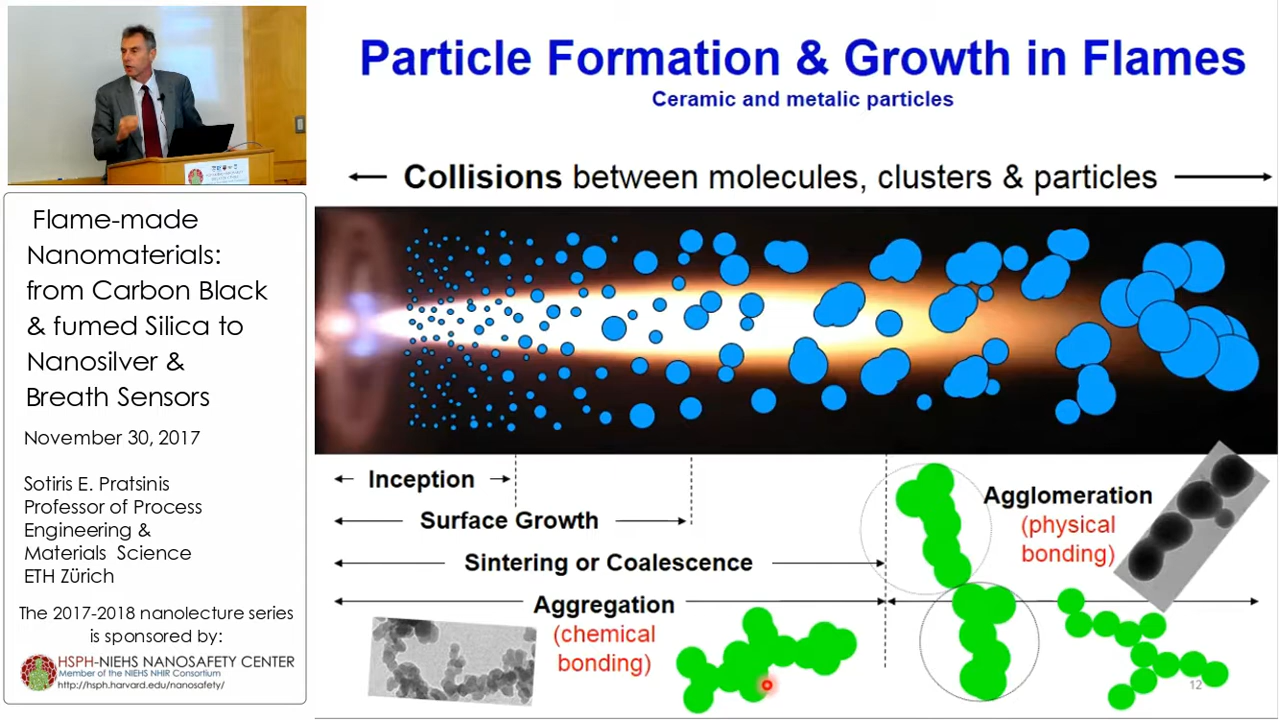 Particle Formation & Growth in Flames
Ceramic and metalic particles
Collisions between molecules, clusters & particles
Flame-made
Nanomaterials:
from Carbon Black
& fumed Silica to
Nanosilver &
Breath Sensors
November 30, 2017
Sotiris E. Pratsinis
Professor of Process
Engineering &
Materials Science
ETH Zürich
The 2017-2018 nanolecture series
is sponsored by:
HSPH-NIEHS NANOSAFETY CENTER
Member of the NIEHS NHIR Consortium
http://hsph.harvard.edu/nanosafety/
Inception
Surface Growth
Sintering or Coalescence
Aggregation
(chemical
bonding)
Agglomeration
(physical
bonding)
12